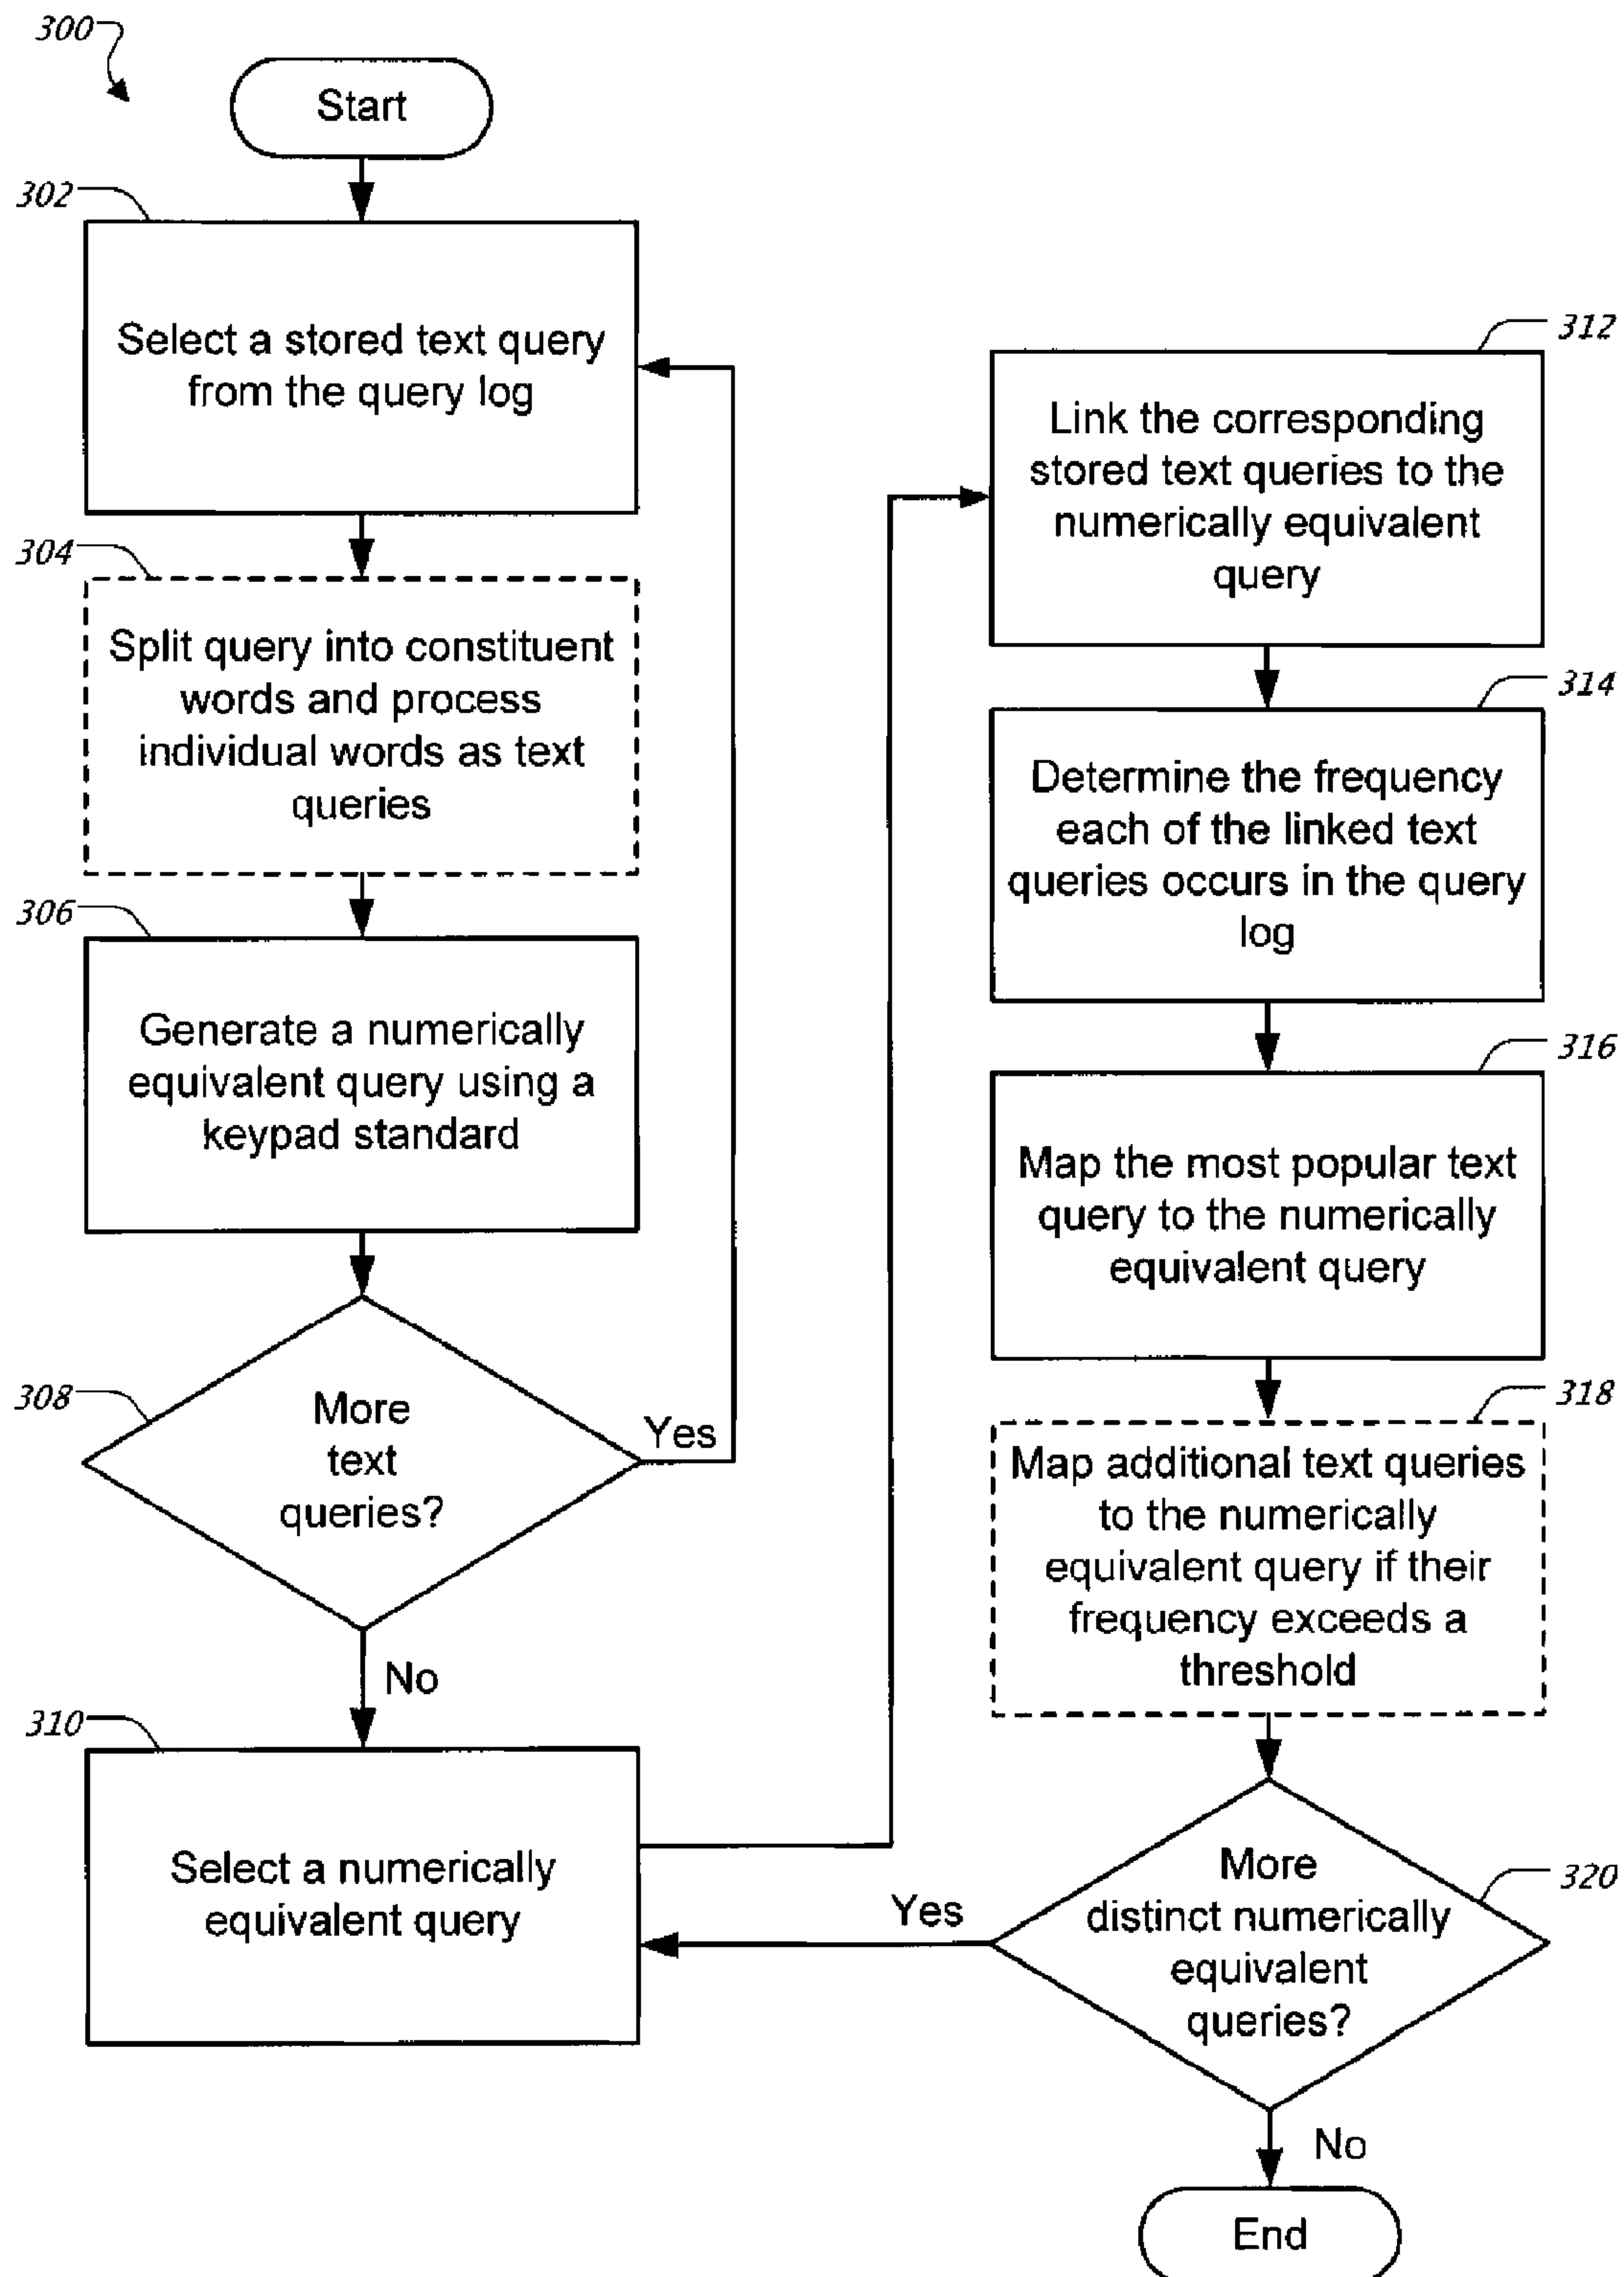 300
Start
302
Select a stored text query
from the query log
304
Split query into constituent
words and process
individual words as text
queries
306
Generate a numerically
equivalent query using a
keypad standard
308
More
text
queries?
Yes
No
310
Select a numerically
equivalent query
312
Link the corresponding
stored text queries to the
numerically equivalent
query
314
Determine the frequency
each of the linked text
queries occurs in the query
log
316
Map the most popular text
query to the numerically
equivalent query
318
Map additional text queries
to the numerically
equivalent query if their
frequency exceeds a
threshold
320
More
distinct numerically
equivalent
queries?
Yes
No
End